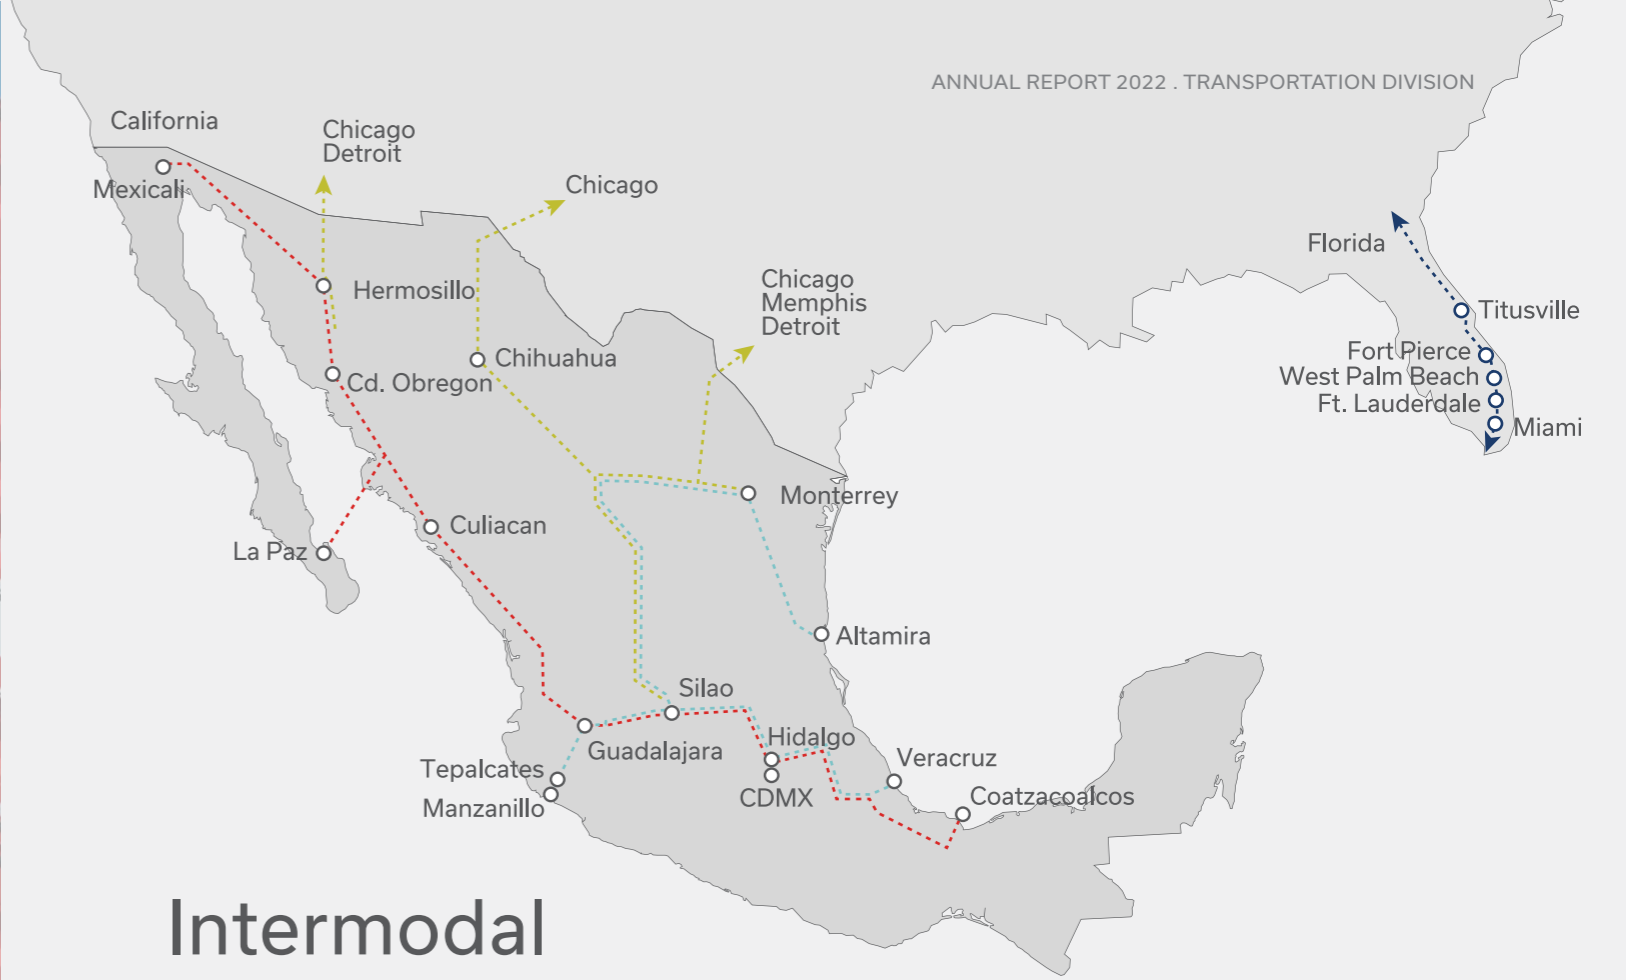 ANNUAL REPORT 2022 . TRANSPORTATION DIVISION
California
Chicago
Detroit
Mexicali
Chicago
Florida
Hermosillo
Chicago
Memphis
Detroit
Titusville
Chihuahua
Fort Pierce
Cd. Obregon
West Palm Beach
Ft. Lauderdale
Miami
Monterrey
Culiacan
La Paz
Altamira
Silao
Guadalajara
Hidalgo
Veracruz
Tepalcates
Manzanillo
CDMX
Coatzacoalcos
Intermodal